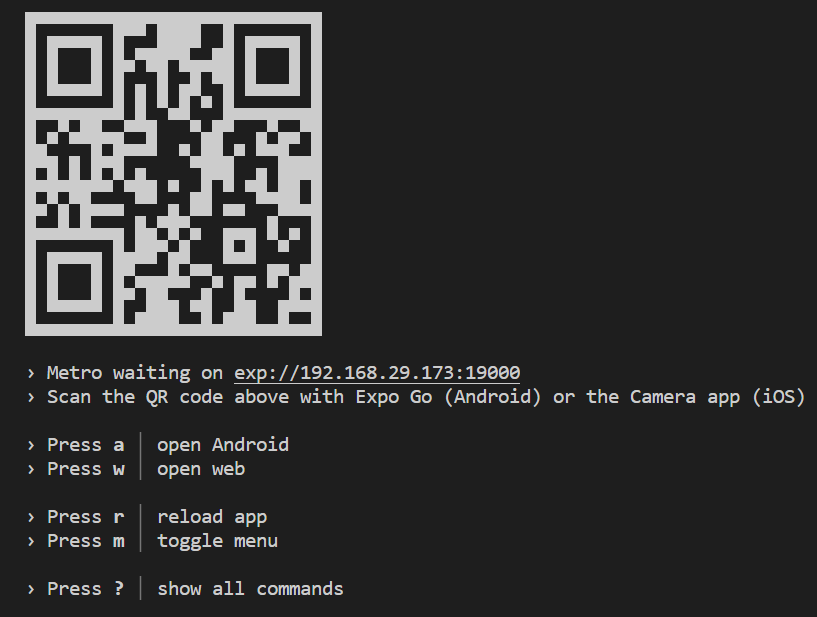 › Metro waiting on exp://192.168.29.173:19000
› Scan the QR code above with Expo Go (Android) or the Camera app (iOS)
› Press a │ open Android
› Press w │ open web
› Press r │ reload app
› Press m │ toggle menu
› Press ? │ show all commands